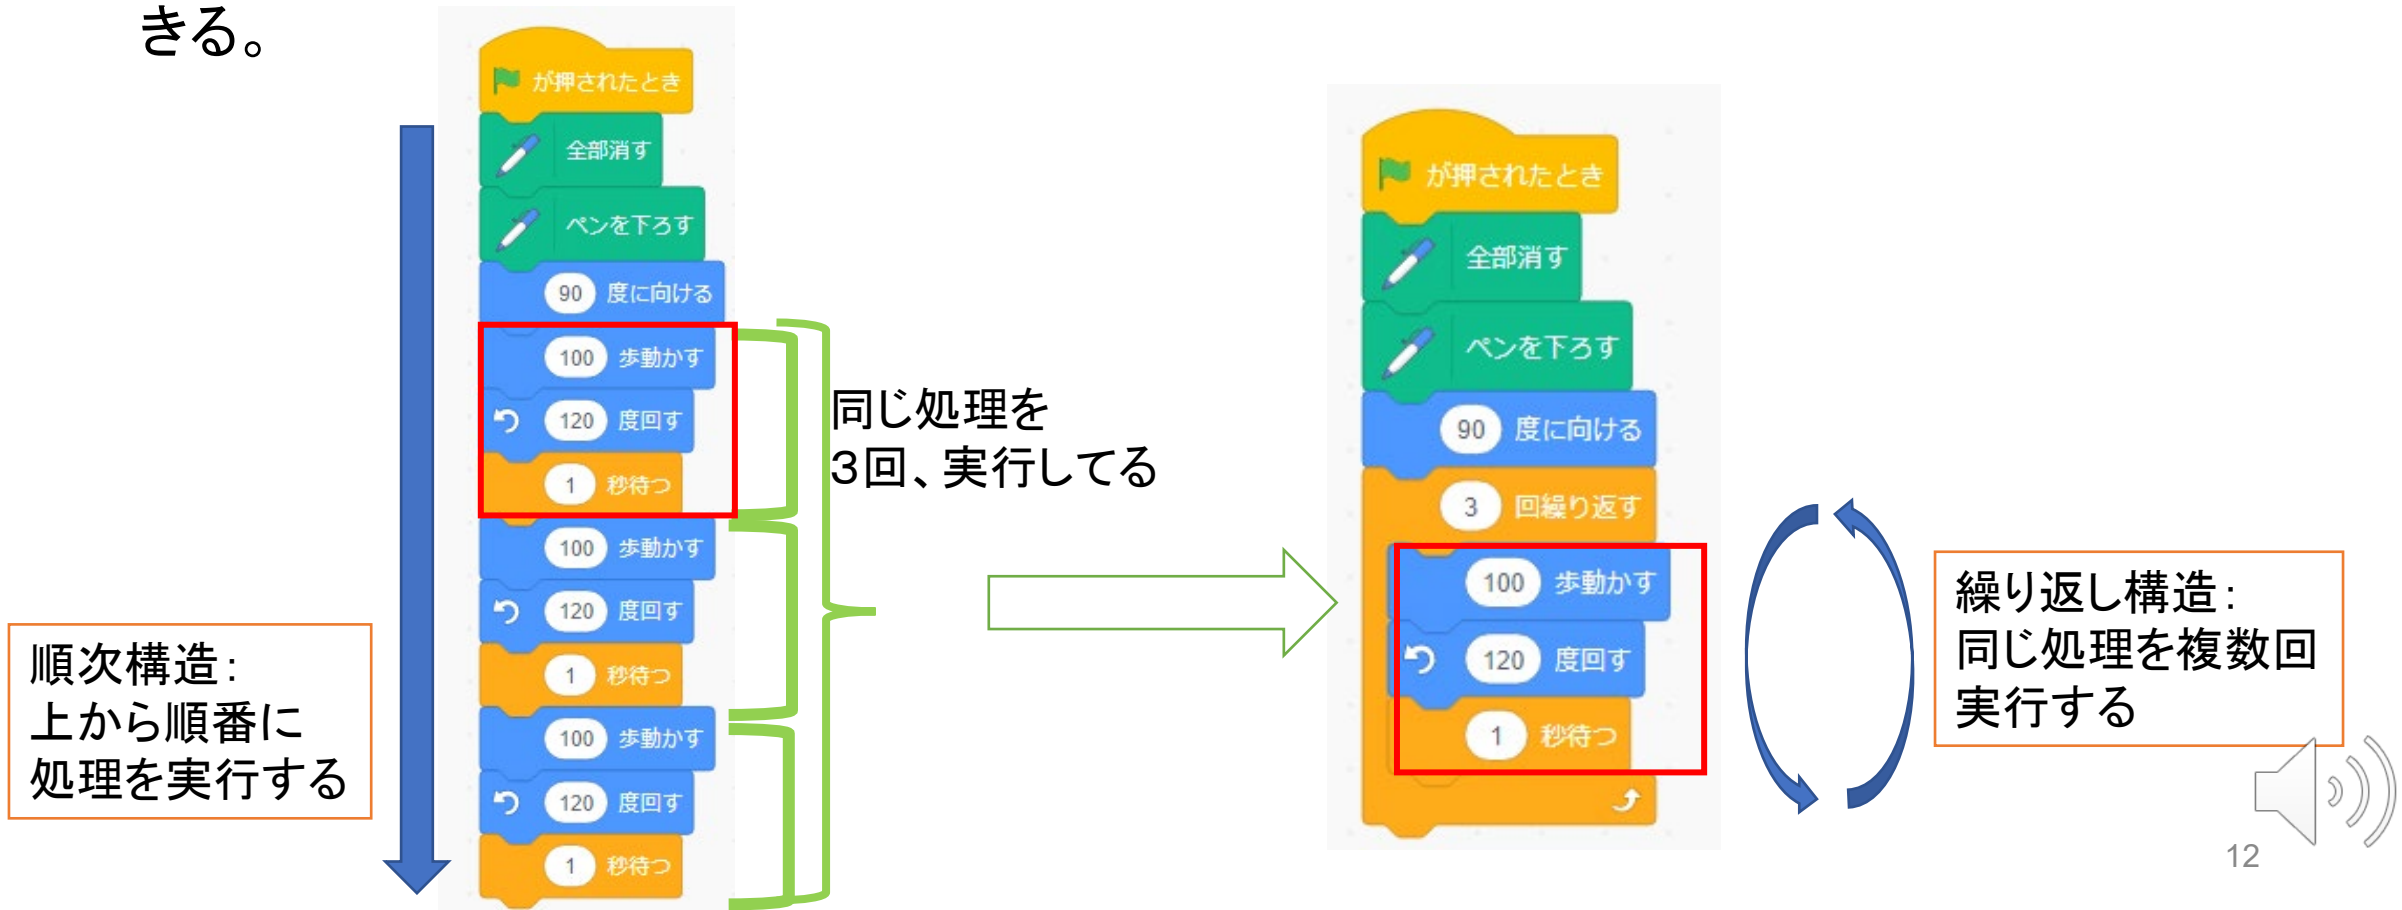 きる。
が押されたとき
全部消す
ペンを下ろす
90 度に向ける
100 歩動かす
120 度回す
1 秒待つ
100 歩動かす
120 度回す
1 秒待つ
100 歩動かす
120 度回す
1 秒待つ
順次構造：
上から順番に
処理を実行する
同じ処理を
３回、実行してる
が押されたとき
全部消す
ペンを下ろす
90 度に向ける
3 回繰り返す
100 歩動かす
120 度回す
1 秒待つ
繰り返し構造：
同じ処理を複数回
実行する
12